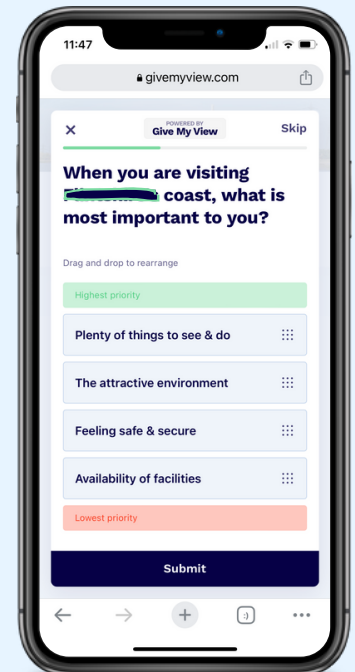 11:47
givemyview.com
POWERED BY
Give My View
Skip
When you are visiting
coast, what is
most important to you?
Drag and drop to rearrange
Highest priority
Plenty of things to see & do
The attractive environment
Feeling safe & secure
Availability of facilities
Lowest priority
Submit
:)